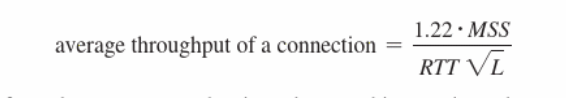 average throughput of a connection = 1.22 · MSS / RTT √L